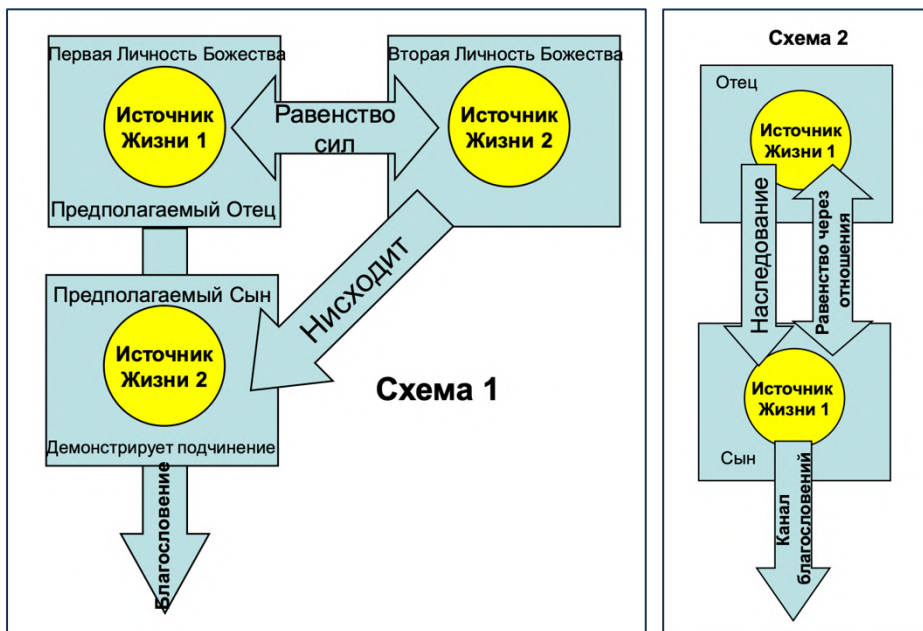 Первая Личность Божества
Источник
Жизни 1
Предполагаемый Отец
Равенство
сил
Вторая Личность Божества
Источник
Жизни 2
Нисходит
Предполагаемый Сын
Источник
Жизни 2
Демонстрирует подчинение
Благословение
Схема 1
Схема 2
Отец
Источник
Жизни 1
Наследование
Равенство через
отношения
Источник
Жизни 1
Сын
Канал
благословений